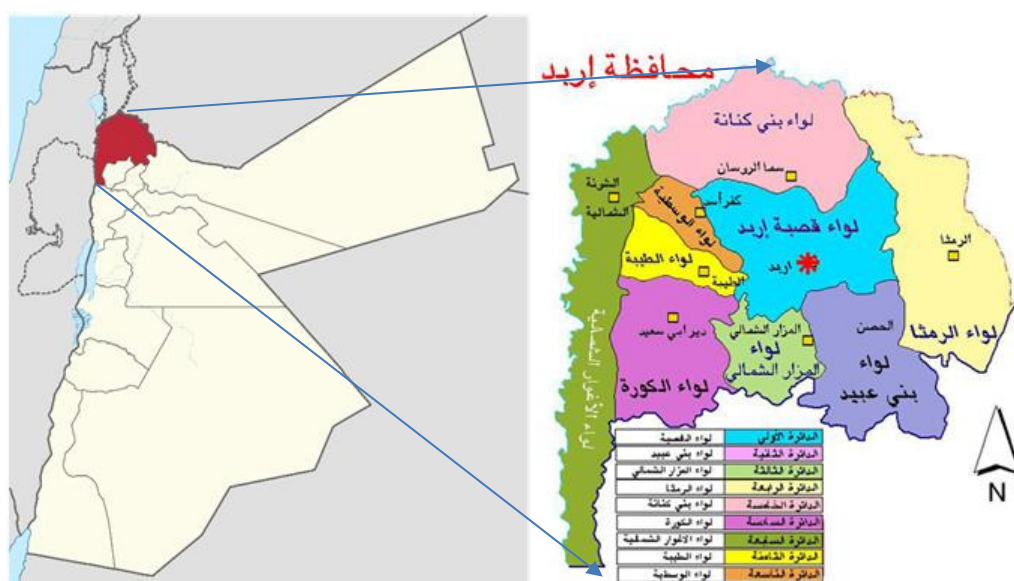 محافظة إربد
لواء بني كنانة
سما الروسان
الشونة
الشمالية
كفر أسد
لواء الوسطية
لواء قصبة إربد
الرمثا
لواء الطيبة
الطيبة
اربد
لواء الأغوار الشمالية
دير ابي سعيد
المزار الشمالي
الحصن
لواء الرمثا
لواء
المزار الشمالي
لواء
بني عبيد
لواء الكورة
الدائرة الأولى لواء القصبة
الدائرة الثانية لواء بني عبيد
الدائرة الثالثة لواء المزار الشمالي
الدائرة الرابعة لواء الرمثا
الدائرة الخامسة لواء بني كنانة
الدائرة السادسة لواء الكورة
الدائرة السابعة لواء الاغوار الشمالية
الدائرة الثامنة لواء الطيبة
الدائرة التاسعة لواء الوسطية
N